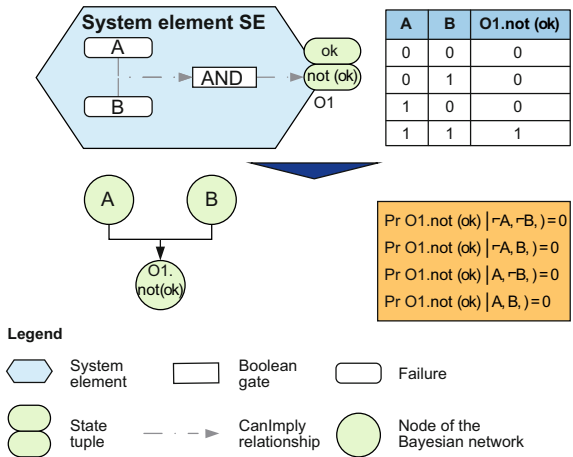 System element SE
A
B
AND
ok
not (ok)
O1
A B O1.not (ok)
0 0 0
0 1 0
1 0 0
1 1 1
A
B
O1.
not(ok)
Pr O1.not (ok) | ¬A, ¬B, ) = 0
Pr O1.not (ok) | ¬A, B, ) = 0
Pr O1.not (ok) | A, ¬B, ) = 0
Pr O1.not (ok) | A, B, ) = 0
Legend
System
element
Boolean
gate
Failure
State
tuple
CanImply
relationship
Node of the
Bayesian network